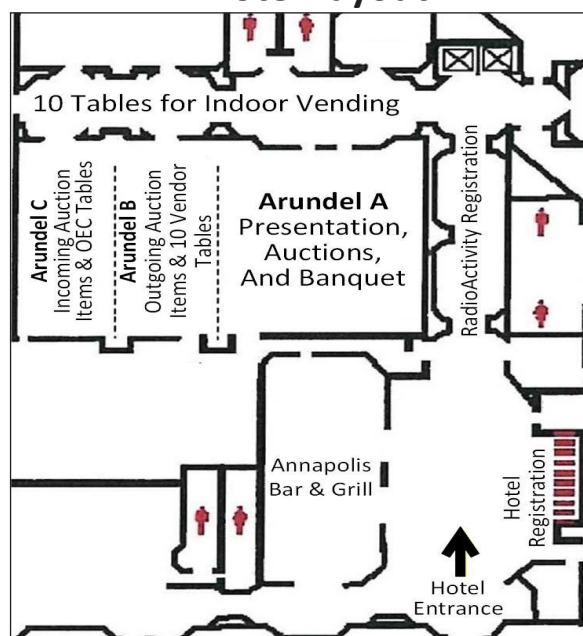 10 Tables for Indoor Vending
Arundel C
Incoming Auction
Items & OEC Tables
Arundel B
Outgoing Auction
Items & 10 Vendor
Tables
Arundel A
Presentation,
Auctions,
And Banquet
RadioActivity Registration
Annapolis
Bar & Grill
Hotel
Registration
Hotel
Entrance